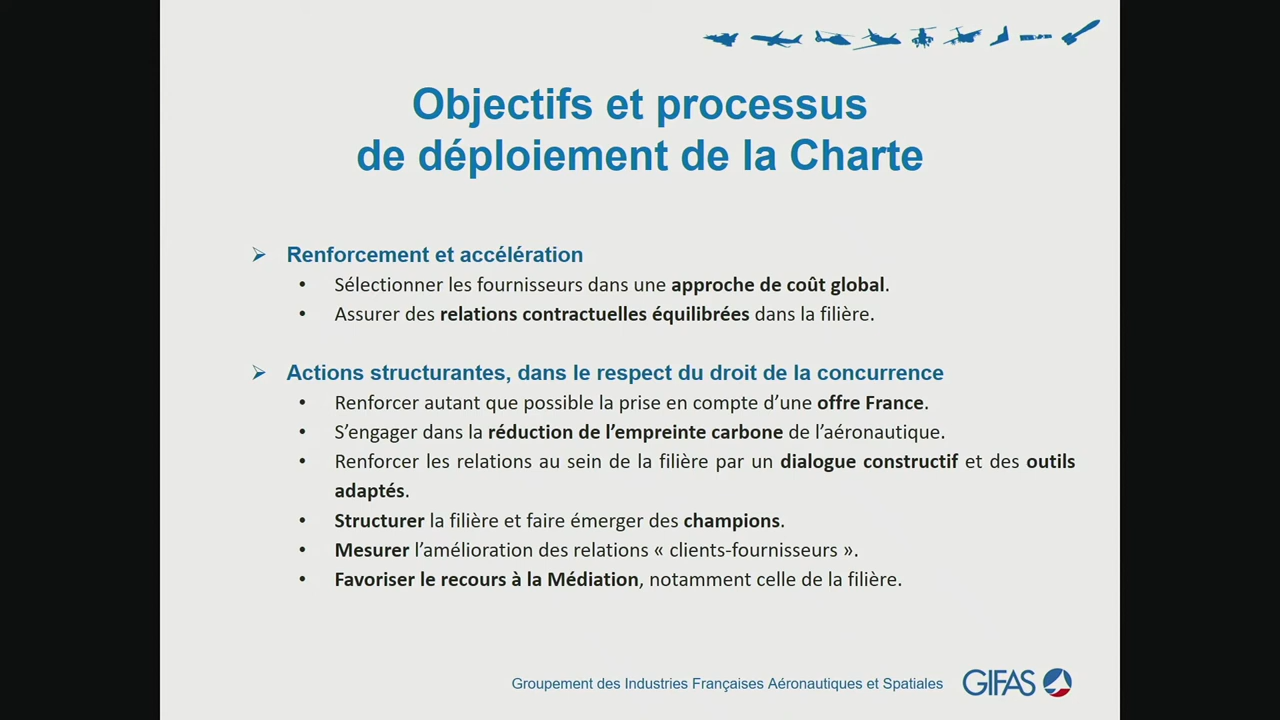 Objectifs et processus
de déploiement de la Charte
➢ Renforcement et accélération
• Sélectionner les fournisseurs dans une approche de coût global.
• Assurer des relations contractuelles équilibrées dans la filière.
➢ Actions structurantes, dans le respect du droit de la concurrence
• Renforcer autant que possible la prise en compte d’une offre France.
• S’engager dans la réduction de l’empreinte carbone de l’aéronautique.
• Renforcer les relations au sein de la filière par un dialogue constructif et des outils
adaptés.
• Structurer la filière et faire émerger des champions.
• Mesurer l’amélioration des relations « clients-fournisseurs ».
• Favoriser le recours à la Médiation, notamment celle de la filière.
Groupement des Industries Françaises Aéronautiques et Spatiales GIFAS